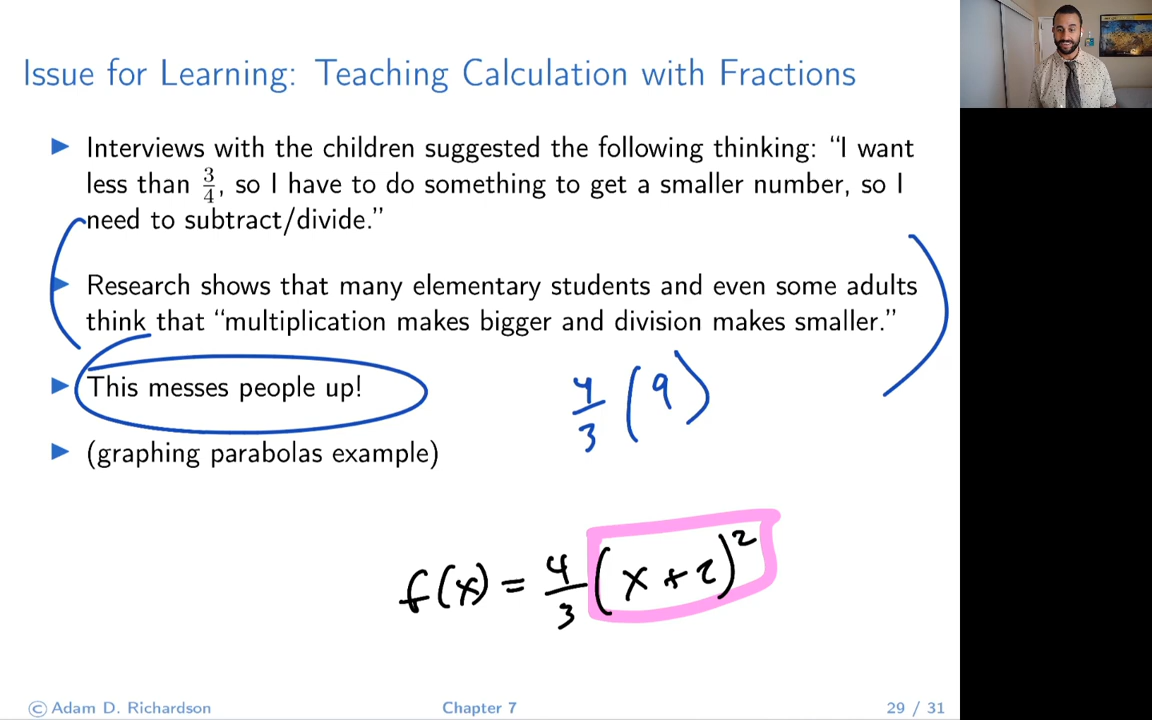 Issue for Learning: Teaching Calculation with Fractions
▶ Interviews with the children suggested the following thinking: “I want
less than 3/4, so I have to do something to get a smaller number, so I
need to subtract/divide.”
▶ Research shows that many elementary students and even some adults
think that “multiplication makes bigger and division makes smaller.”
▶ This messes people up!
4/3 (9)
▶ (graphing parabolas example)
f(x) = 4/3 (x+2)²
© Adam D. Richardson Chapter 7 29 / 31